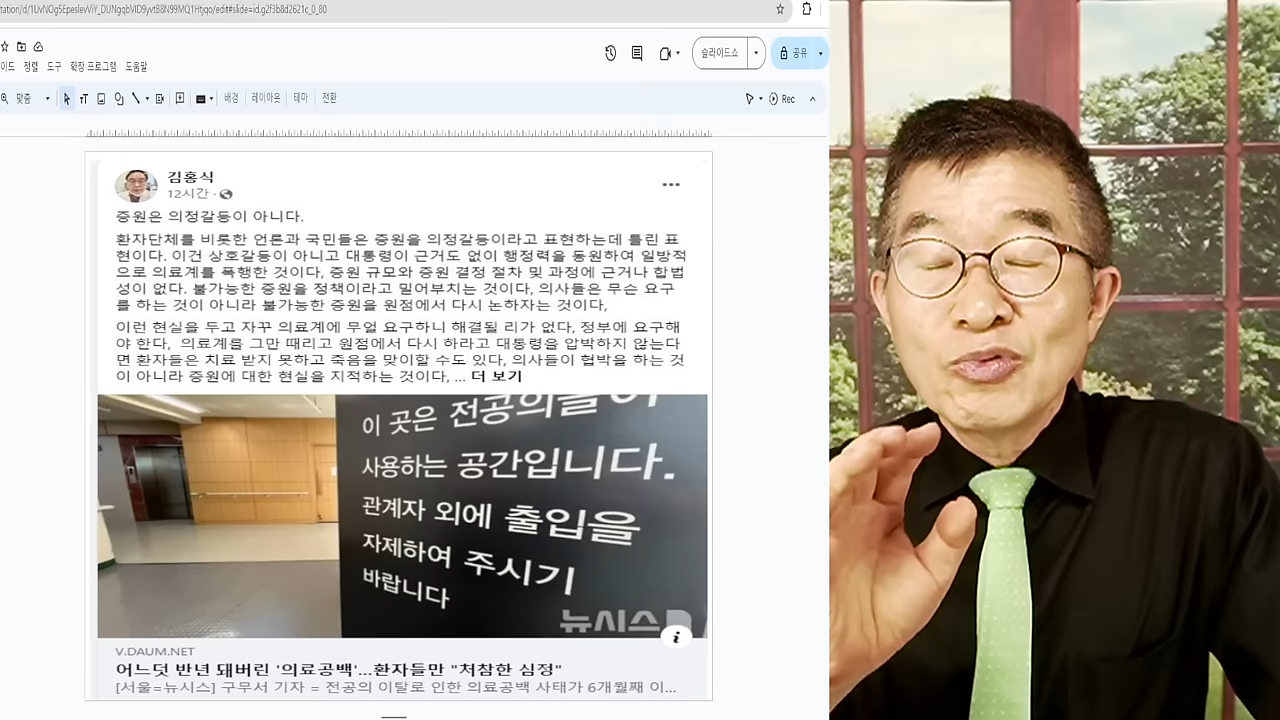 슬라이드쇼
공유
정렬 도구 확장 프로그램 도움말
맞춤 배경 레이아웃 테마 전환 Rec
김홍식
12시간
증원은 의정갈등이 아니다.
환자단체를 비롯한 언론과 국민들은 증원을 의정갈등이라고 표현하는데 틀린 표
현이다. 이건 상호갈등이 아니고 대통령이 근거도 없이 행정력을 동원하여 일방적
으로 의료계를 폭행한 것이다, 증원 규모와 증원 결정 절차 및 과정에 근거나 합법
성이 없다. 불가능한 증원을 정책이라고 밀어부치는 것이다, 의사들은 무슨 요구
를 하는 것이 아니라 불가능한 증원을 원점에서 다시 논하자는 것이다,
이런 현실을 두고 자꾸 의료계에 무얼 요구하니 해결될 리가 없다, 정부에 요구해
야 한다, 의료계를 그만 때리고 원점에서 다시 하라고 대통령을 압박하지 않는다
면 환자들은 치료 받지 못하고 죽음을 맞이할 수도 있다, 의사들이 협박을 하는 것
이 아니라 증원에 대한 현실을 지적하는 것이다, ... 더 보기
이 곳은 전공의들이
사용하는 공간입니다.
관계자 외에 출입을
자제하여 주시기
바랍니다
뉴시스
V.DAUM.NET
어느덧 반년 돼버린 '의료공백'...환자들만 "처참한 심정"
[서울=뉴시스] 구무서 기자 = 전공의 이탈로 인한 의료공백 사태가 6개월째 이...